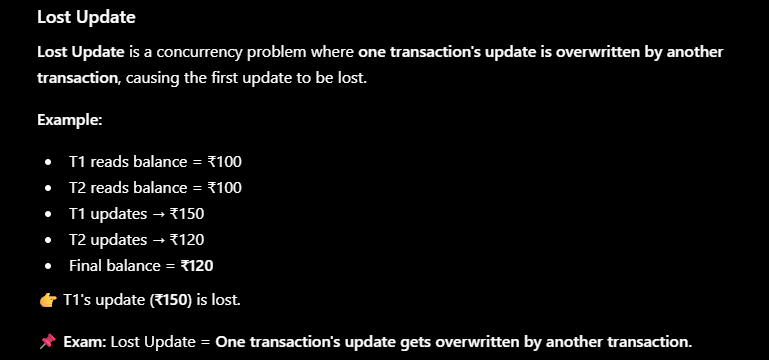 Lost Update
Lost Update is a concurrency problem where one transaction's update is overwritten by another
transaction, causing the first update to be lost.
Example:
• T1 reads balance = ₹100
• T2 reads balance = ₹100
• T1 updates → ₹150
• T2 updates → ₹120
• Final balance = ₹120
👉 T1's update (₹150) is lost.
📌 Exam: Lost Update = One transaction's update gets overwritten by another transaction.